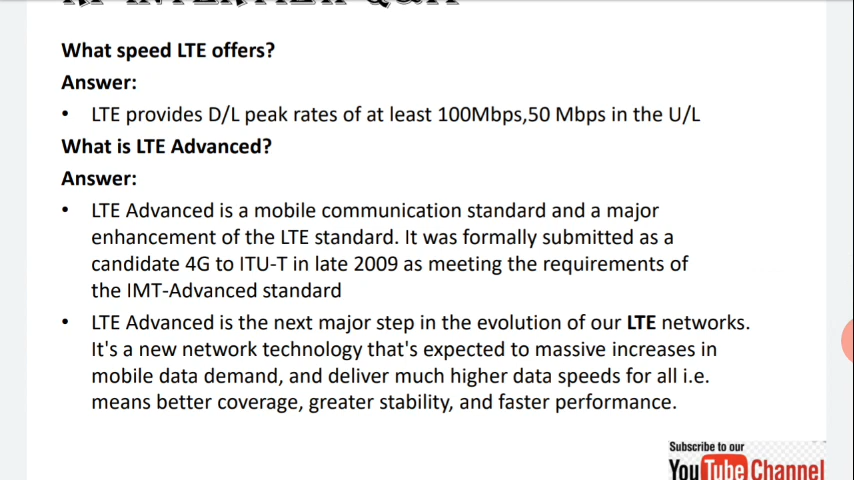 What speed LTE offers?
Answer:
• LTE provides D/L peak rates of at least 100Mbps,50 Mbps in the U/L
What is LTE Advanced?
Answer:
• LTE Advanced is a mobile communication standard and a major
enhancement of the LTE standard. It was formally submitted as a
candidate 4G to ITU-T in late 2009 as meeting the requirements of
the IMT-Advanced standard
• LTE Advanced is the next major step in the evolution of our LTE networks.
It's a new network technology that's expected to massive increases in
mobile data demand, and deliver much higher data speeds for all i.e.
means better coverage, greater stability, and faster performance.
Subscribe to our
YouTube Channel